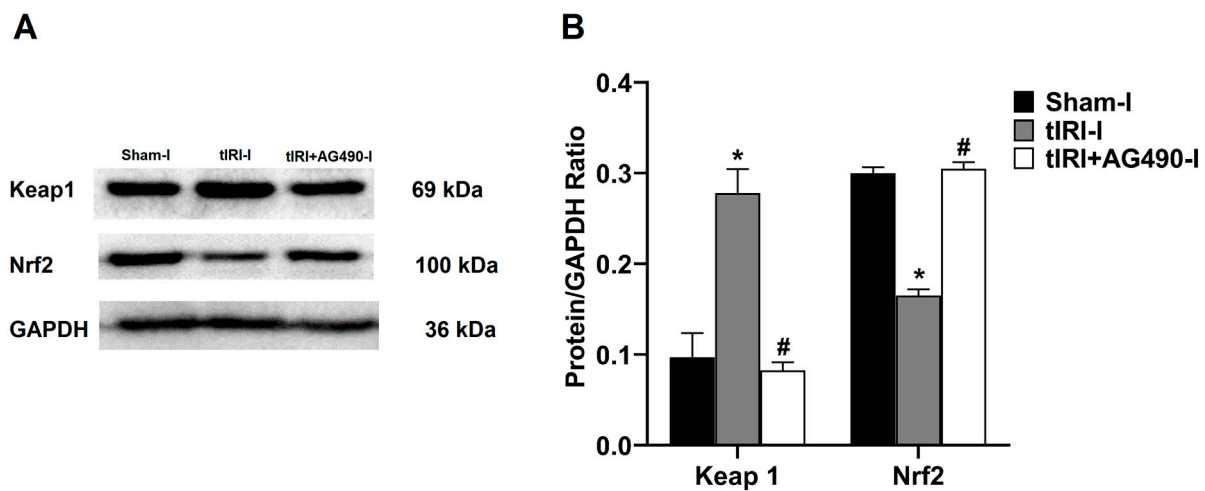 A
Sham-I tIRI-I tIRI+AG490-I
Keap1 69 kDa
Nrf2 100 kDa
GAPDH 36 kDa
B
Protein/GAPDH Ratio
0.4
0.3
0.2
0.1
0.0
* # * #
Keap 1 Nrf2
Sham-I
tIRI-I
tIRI+AG490-I